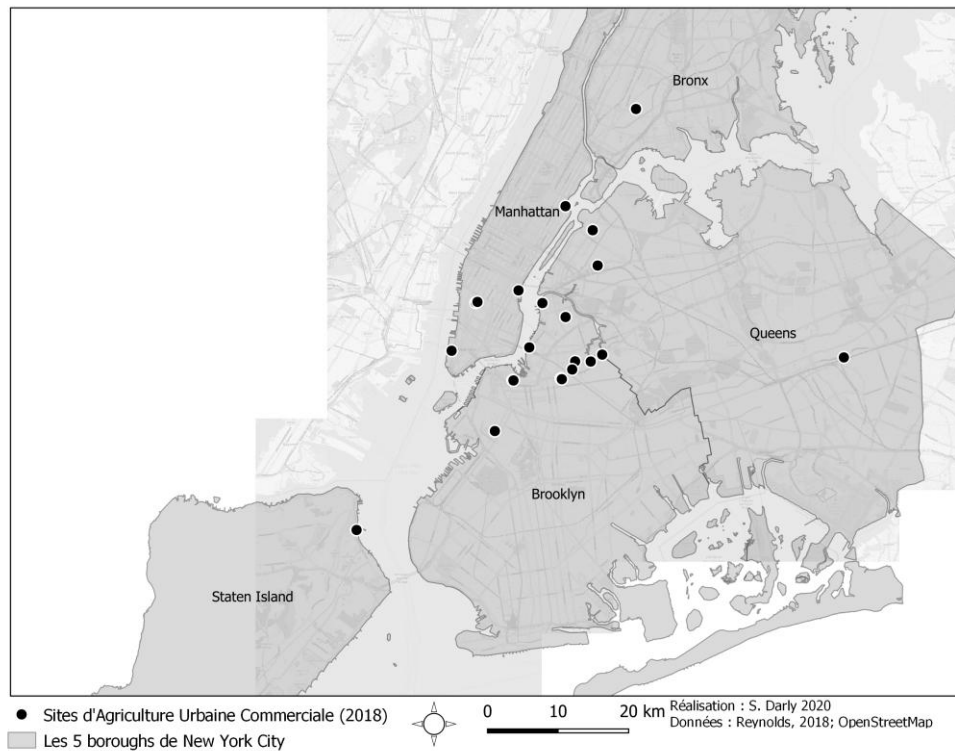 Bronx
Manhattan
Queens
Brooklyn
Staten Island
Sites d'Agriculture Urbaine Commerciale (2018)
Les 5 boroughs de New York City
0 10 20 km
Réalisation : S. Darly 2020
Données : Reynolds, 2018; OpenStreetMap